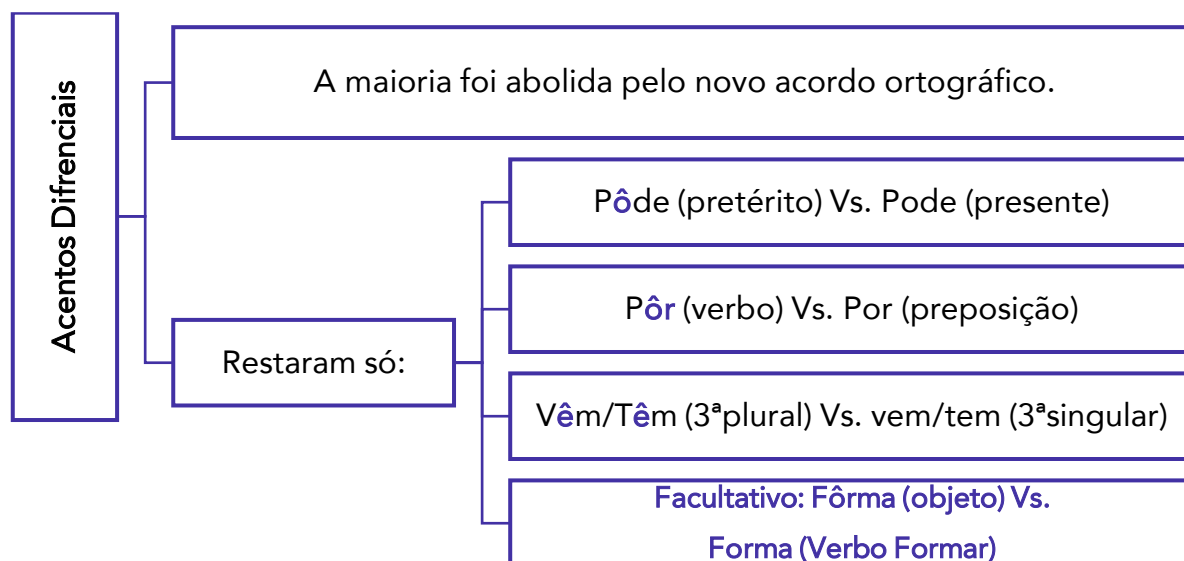 Acentos Difrenciais
A maioria foi abolida pelo novo acordo ortográfico.
Restaram só:
Pôde (pretérito) Vs. Pode (presente)
Pôr (verbo) Vs. Por (preposição)
Vêm/Têm (3ªplural) Vs. vem/tem (3ªsingular)
Facultativo: Fôrma (objeto) Vs.
Forma (Verbo Formar)